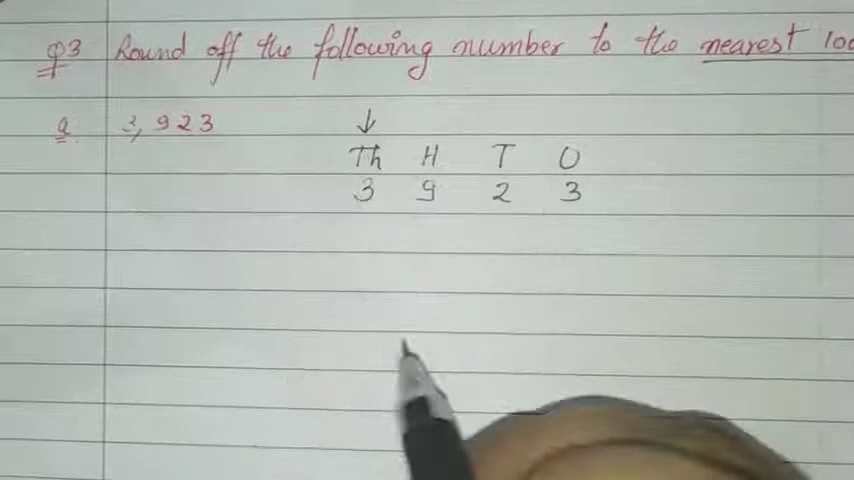 Q3 Round off the following number to the nearest
a. 3,923
↓
Th H T O
3 9 2 3